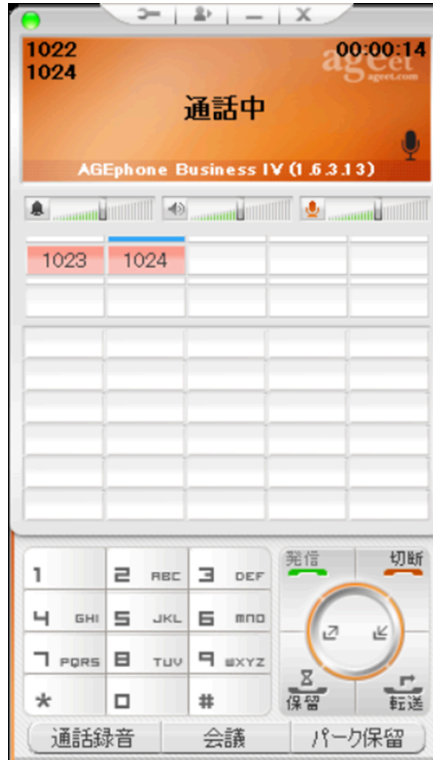 1022 00:00:14
1024
ageet
ageet.com
通話中
AGEphone Business IV (1.6.3.13)
1023 1024
発信 切断
1 2 ABC 3 DEF
4 GHI 5 JKL 6 MNO
7 PQRS 8 TUV 9 WXYZ
* 0 #
保留 転送
通話録音 会議 パーク保留